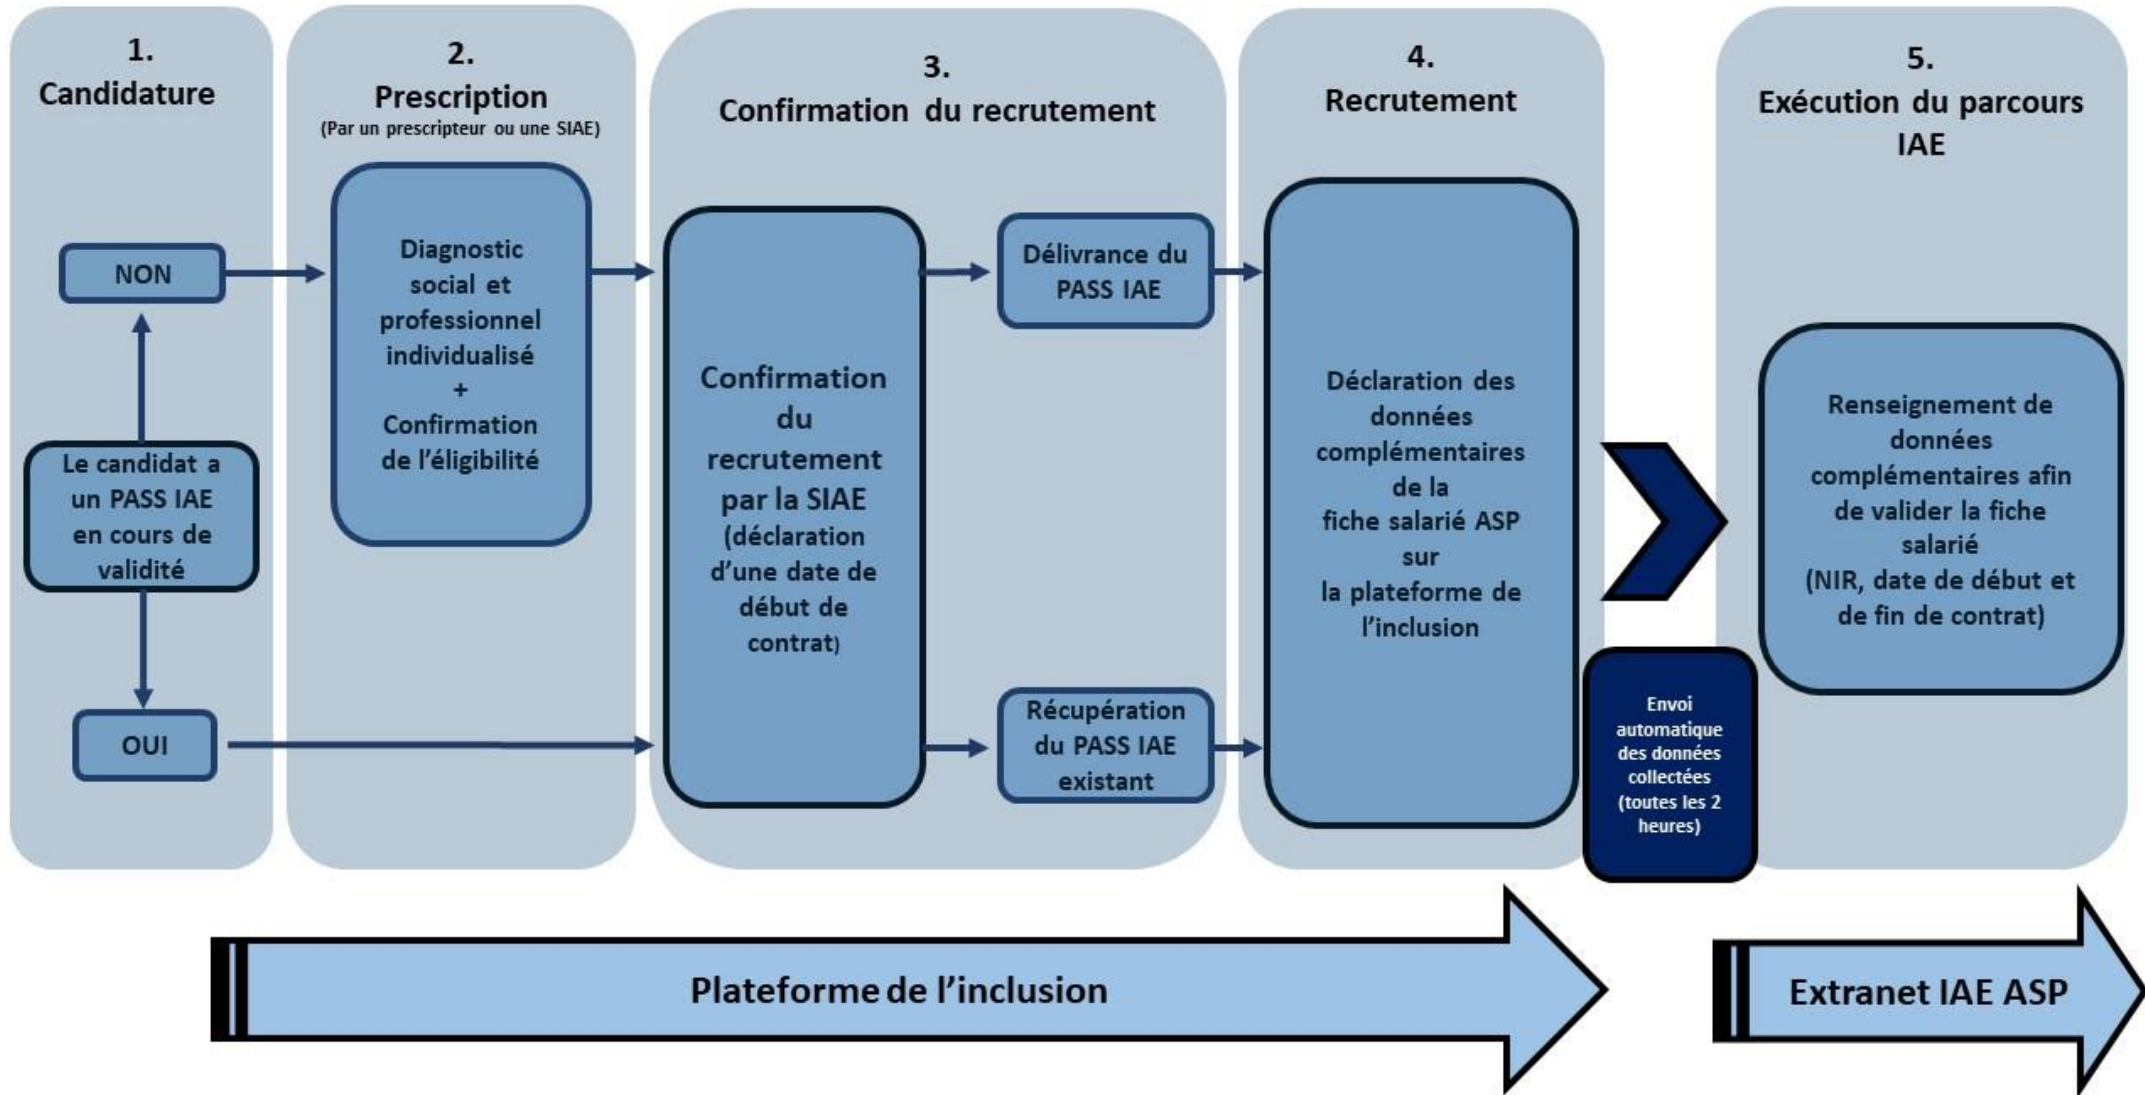 1.
Candidature
NON
Le candidat a
un PASS IAE
en cours de
validité
OUI
2.
Prescription
(Par un prescripteur ou une SIAE)
Diagnostic
social et
professionnel
individualisé
+
Confirmation
de l’éligibilité
3.
Confirmation du recrutement
Confirmation
du
recrutement
par la SIAE
(déclaration
d’une date de
début de
contrat)
Délivrance du
PASS IAE
Récupération
du PASS IAE
existant
4.
Recrutement
Déclaration des
données
complémentaires
de la
fiche salarié ASP
sur
la plateforme de
l’inclusion
Envoi
automatique
des données
collectées
(toutes les 2
heures)
5.
Exécution du parcours
IAE
Renseignement de
données
complémentaires afin
de valider la fiche
salarié
(NIR, date de début et
de fin de contrat)
Plateforme de l’inclusion
Extranet IAE ASP